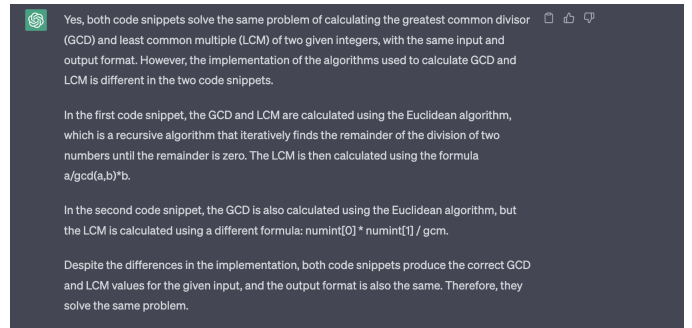 Yes, both code snippets solve the same problem of calculating the greatest common divisor
(GCD) and least common multiple (LCM) of two given integers, with the same input and
output format. However, the implementation of the algorithms used to calculate GCD and
LCM is different in the two code snippets.
In the first code snippet, the GCD and LCM are calculated using the Euclidean algorithm,
which is a recursive algorithm that iteratively finds the remainder of the division of two
numbers until the remainder is zero. The LCM is then calculated using the formula
a/gcd(a,b)*b.
In the second code snippet, the GCD is also calculated using the Euclidean algorithm, but
the LCM is calculated using a different formula: numint[0] * numint[1] / gcm.
Despite the differences in the implementation, both code snippets produce the correct GCD
and LCM values for the given input, and the output format is also the same. Therefore, they
solve the same problem.